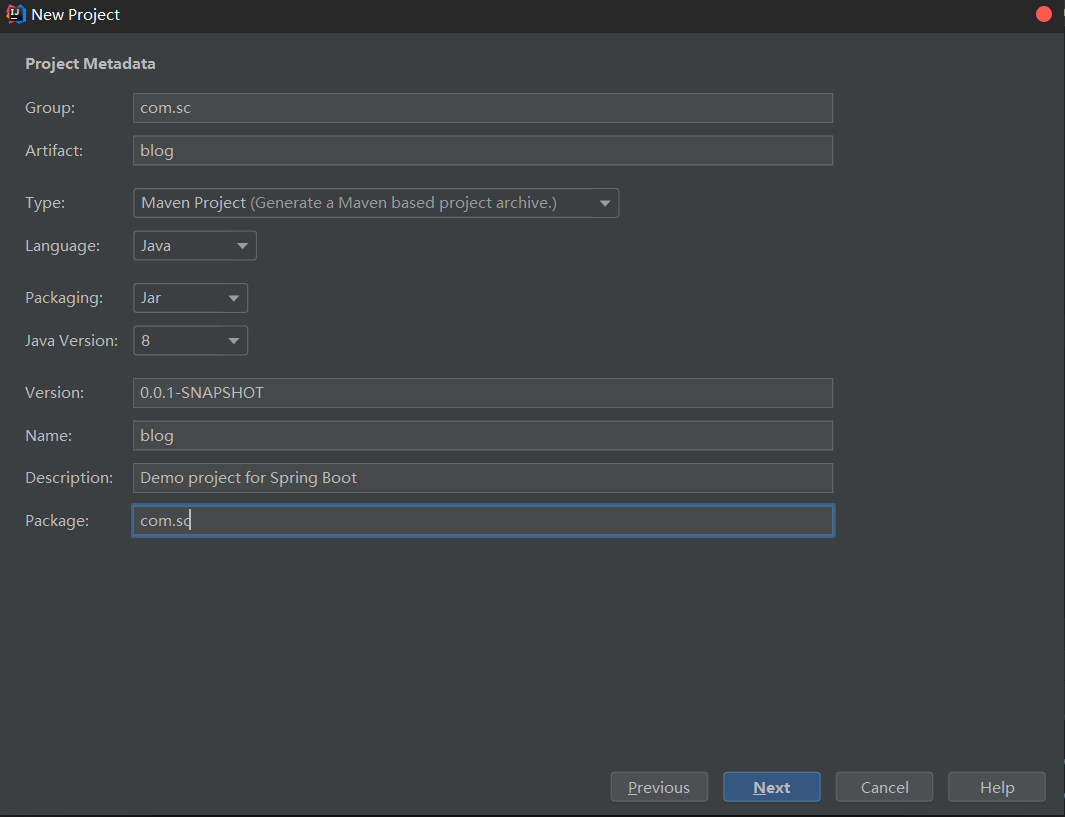 New Project
Project Metadata
Group: com.sc
Artifact: blog
Type: Maven Project (Generate a Maven based project archive.)
Language: Java
Packaging: Jar
Java Version: 8
Version: 0.0.1-SNAPSHOT
Name: blog
Description: Demo project for Spring Boot
Package: com.sc
Previous Next Cancel Help